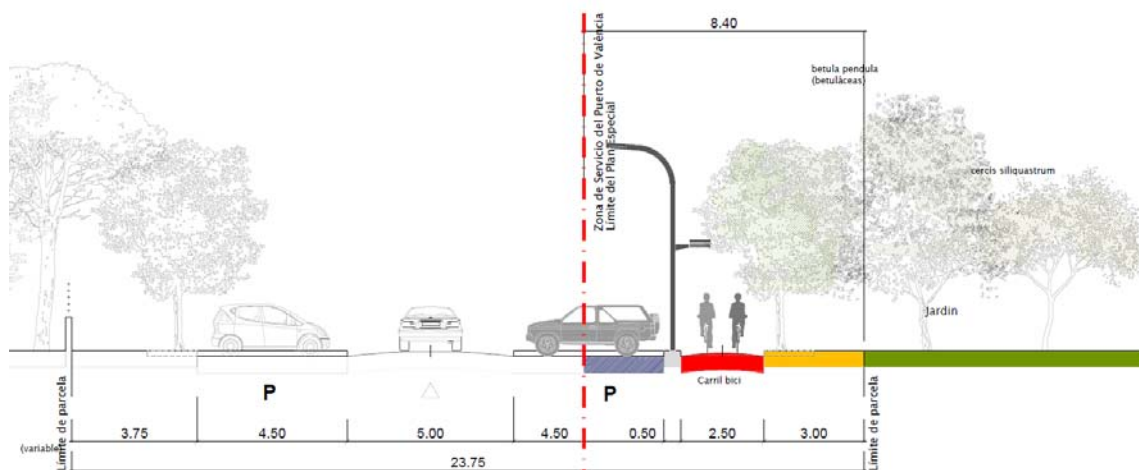 8.40
Zona de Servicio del Puerto de València
Límite del Plan Especial
betula pendula
(betuláceas)
cercis siliquastrum
Jardin
Carril bici
P
P
Límite de parcela
Límite de parcela
3.75
4.50
5.00
4.50
0.50
2.50
3.00
(variable)
23.75